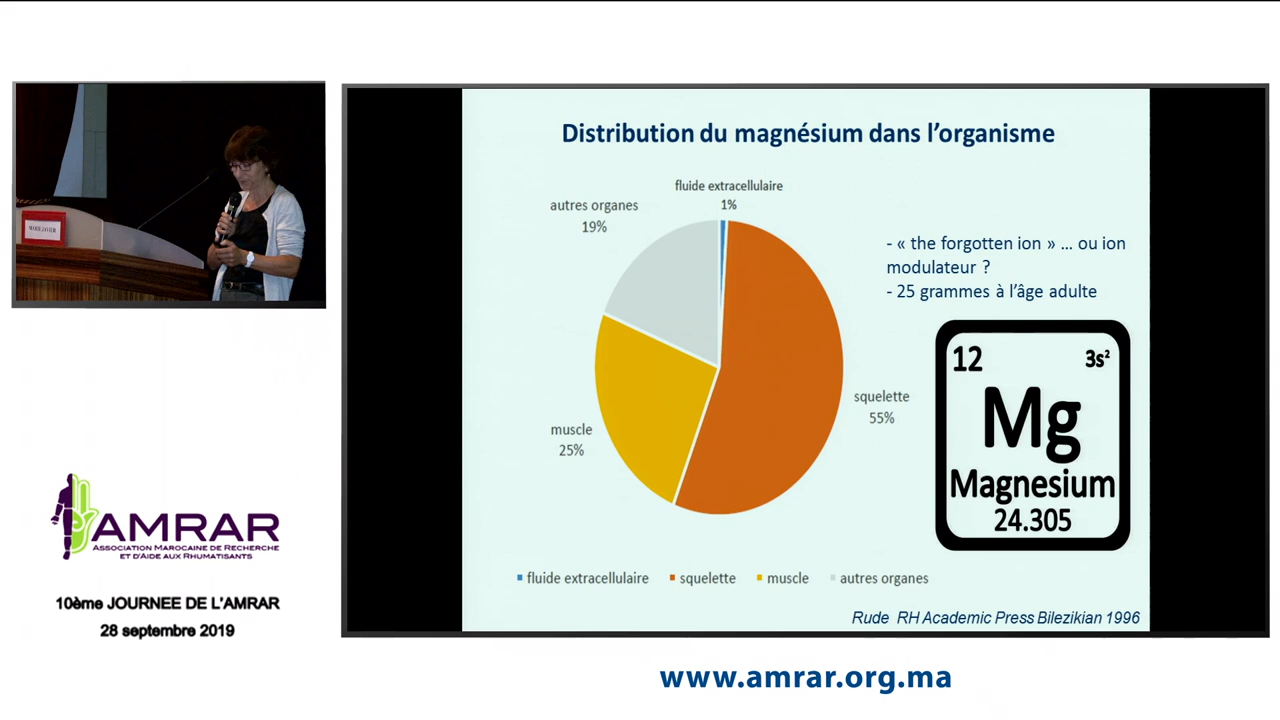 Distribution du magnésium dans l'organisme
fluide extracellulaire
1%
autres organes
19%
- « the forgotten ion » ... ou ion
modulateur ?
- 25 grammes à l'âge adulte
12
3s²
Mg
Magnesium
24.305
squelette
55%
muscle
25%
fluide extracellulaire
squelette
muscle
autres organes
Rude RH Academic Press Bilezikian 1996
AMRAR
ASSOCIATION MAROCAINE DE RECHERCHE
ET D'AIDE AUX RHUMATISANTS
10ème JOURNEE DE L'AMRAR
28 septembre 2019
www.amrar.org.ma